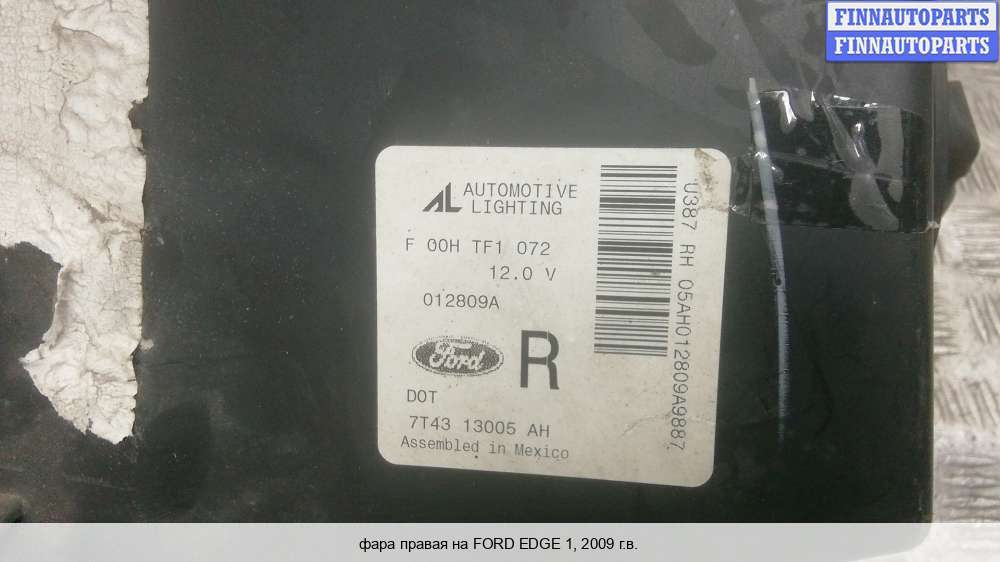 FINNAUTOPARTS
FINNAUTOPARTS
AL AUTOMOTIVE
LIGHTING
F 00H TF1 072
12.0 V
012809A
Ford
R
DOT
7T43 13005 AH
Assembled in Mexico
U387 RH 05AH012809A9887
фара правая на FORD EDGE 1, 2009 г.в.